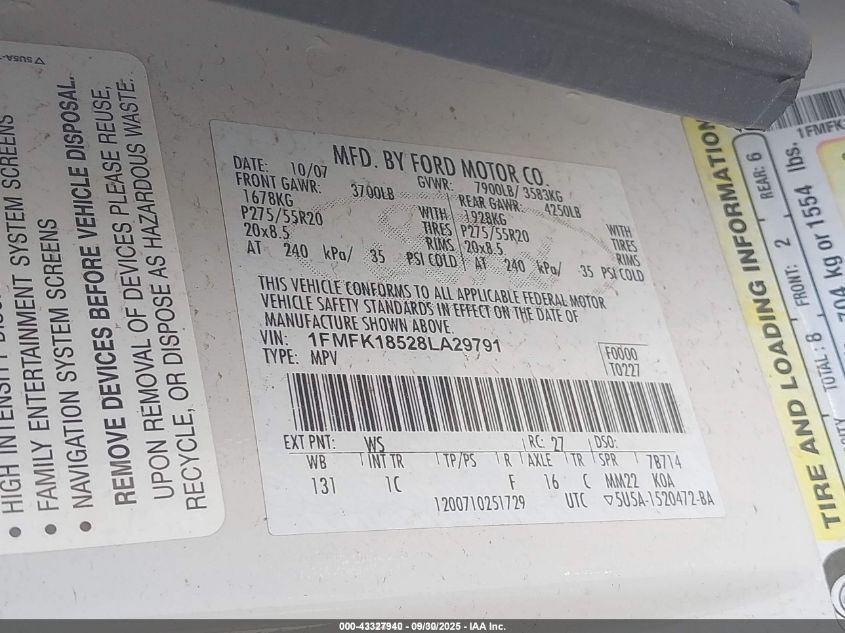 SU5A-
HIGH INTENSITY
• FAMILY ENTERTAINMENT SYSTEM SCREENS
• NAVIGATION SYSTEM SCREENS
REMOVE DEVICES BEFORE VEHICLE DISPOSAL.
UPON REMOVAL OF DEVICES PLEASE REUSE,
RECYCLE, OR DISPOSE AS HAZARDOUS WASTE.
MFD. BY FORD MOTOR CO.
DATE: 10/07 GVWR: 7900LB/ 3583KG
FRONT GAWR: 3700LB REAR GAWR: 4250LB
1678KG WITH 1928KG WITH
P275/55R20 TIRES P275/55R20 TIRES
20x8.5 RIMS 20x8.5 RIMS
AT 240 kPa/ 35 PSI COLD AT 240 kPa/ 35 PSI COLD
THIS VEHICLE CONFORMS TO ALL APPLICABLE FEDERAL MOTOR
VEHICLE SAFETY STANDARDS IN EFFECT ON THE DATE OF
MANUFACTURE SHOWN ABOVE.
VIN: 1FMFK18528LA29791
TYPE: MPV
F0000
T0227
EXT PNT: WS RC: 27 DSO:
WB INT TR TP/PS R AXLE TR SPR 7B714
131 1C F 16 C MM22 KOA
1200710251729 UTC ▽5U5A-1520472-BA
TIRE AND LOADING INFORMATION
TOTAL: 8 FRONT: 2 REAR: 6
704 kg or 1554 lbs.
1FMFK
000-43327940 - 09/30/2025 - IAA Inc.